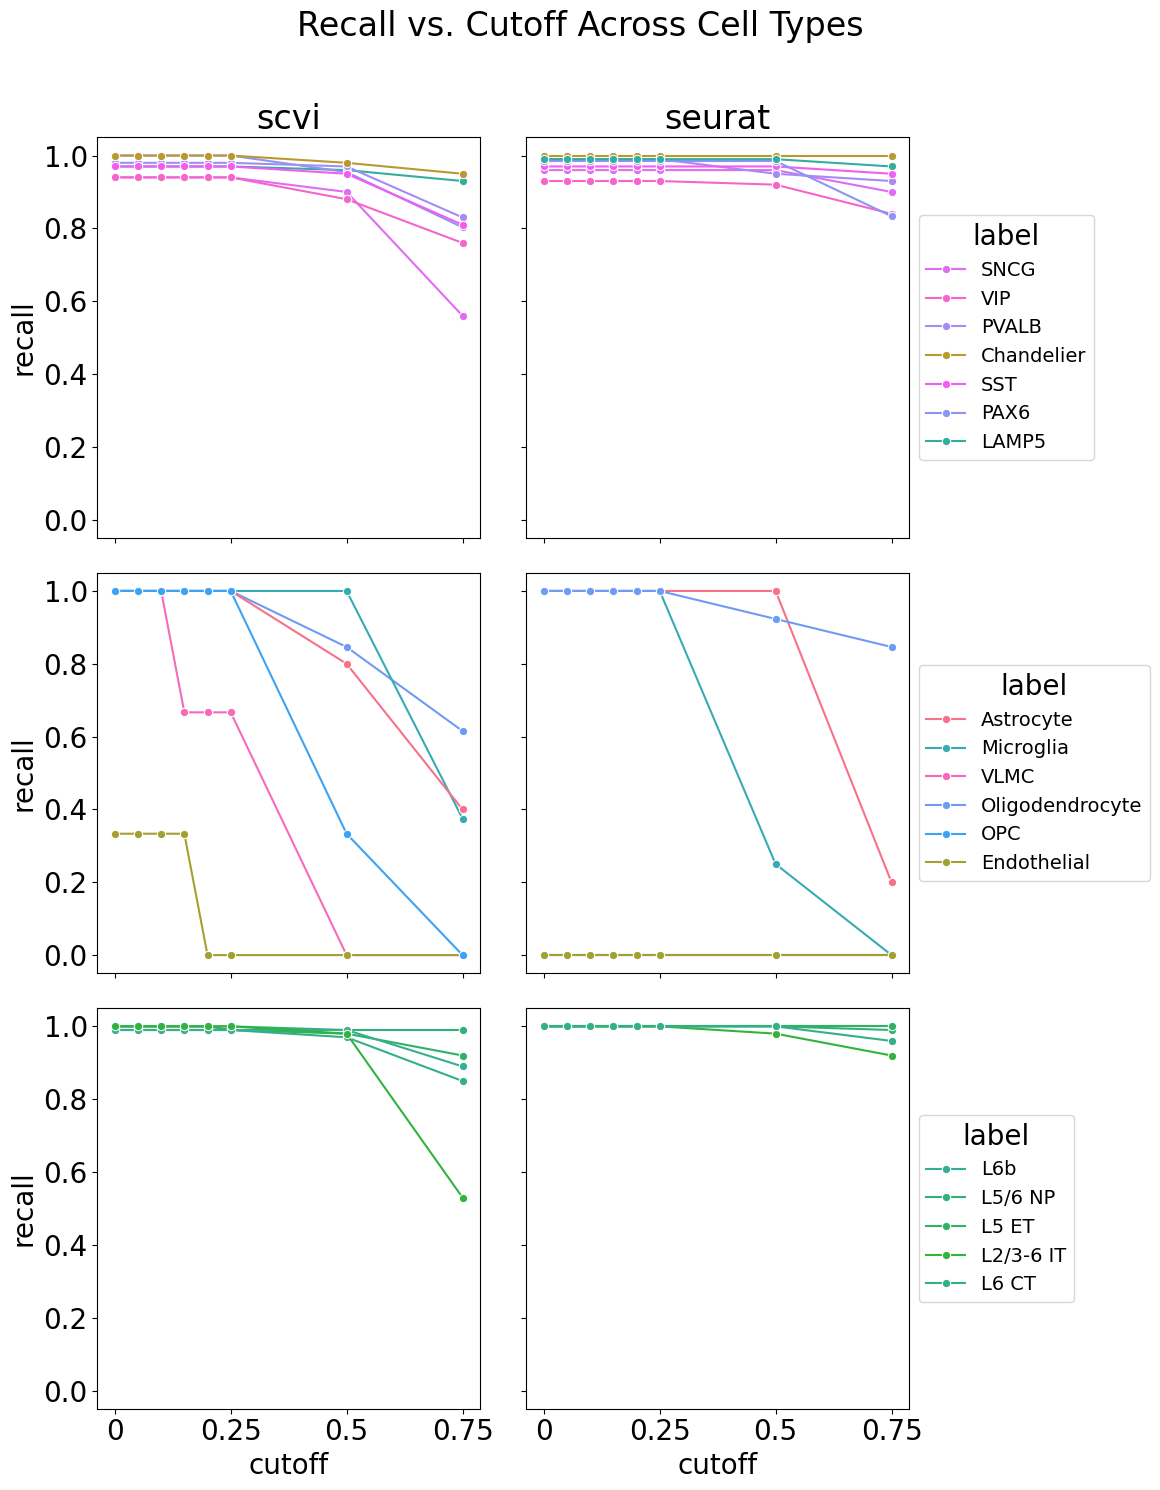 Recall vs. Cutoff Across Cell Types
scvi
seurat
1.0
0.8
0.6
0.4
0.2
0.0
recall
label
SNCG
VIP
PVALB
Chandelier
SST
PAX6
LAMP5
1.0
0.8
0.6
0.4
0.2
0.0
recall
label
Astrocyte
Microglia
VLMC
Oligodendrocyte
OPC
Endothelial
1.0
0.8
0.6
0.4
0.2
0.0
recall
label
L6b
L5/6 NP
L5 ET
L2/3-6 IT
L6 CT
0 0.25 0.5 0.75
cutoff
0 0.25 0.5 0.75
cutoff